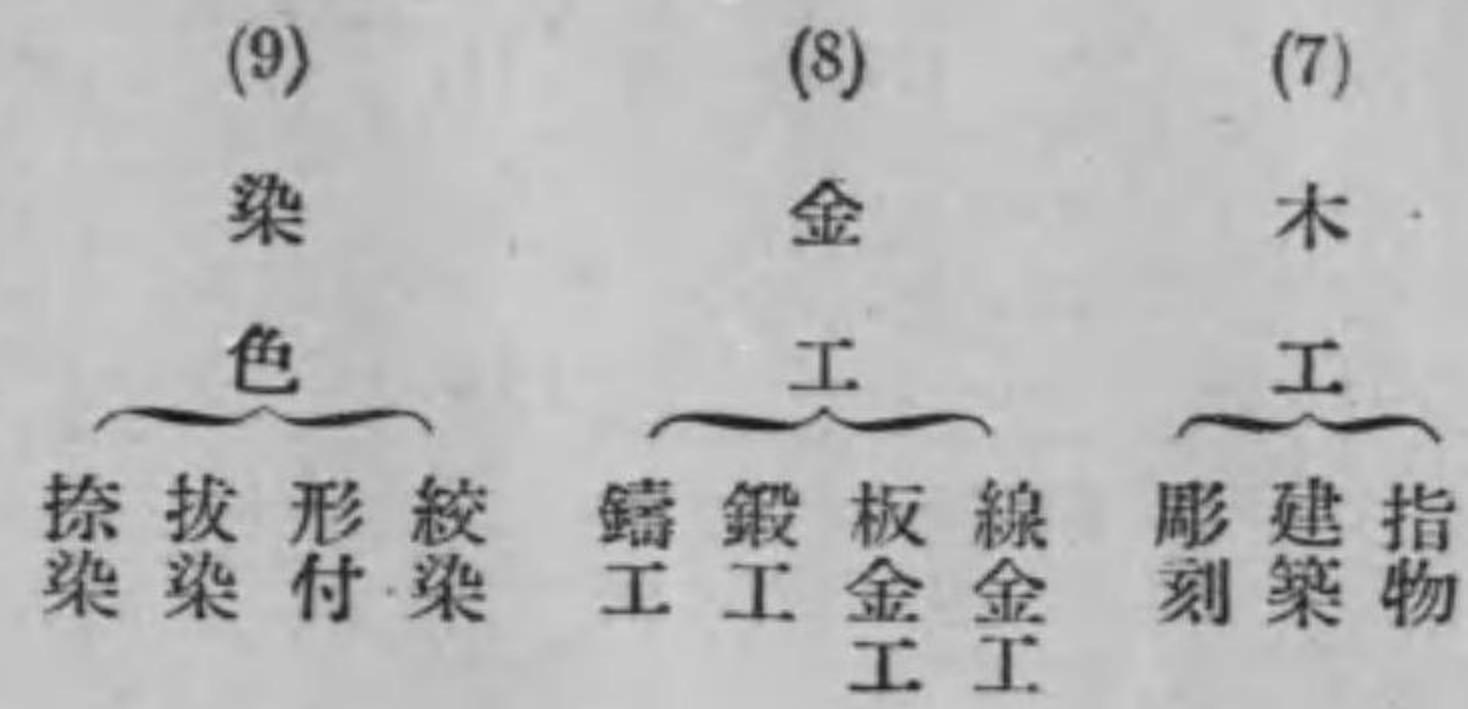 (7)
木工
指物
建築
彫刻
(8)
金工
線金工
板金工
鍛工
鑄工
(9)
染色
絞染
形付
拔染
捺染